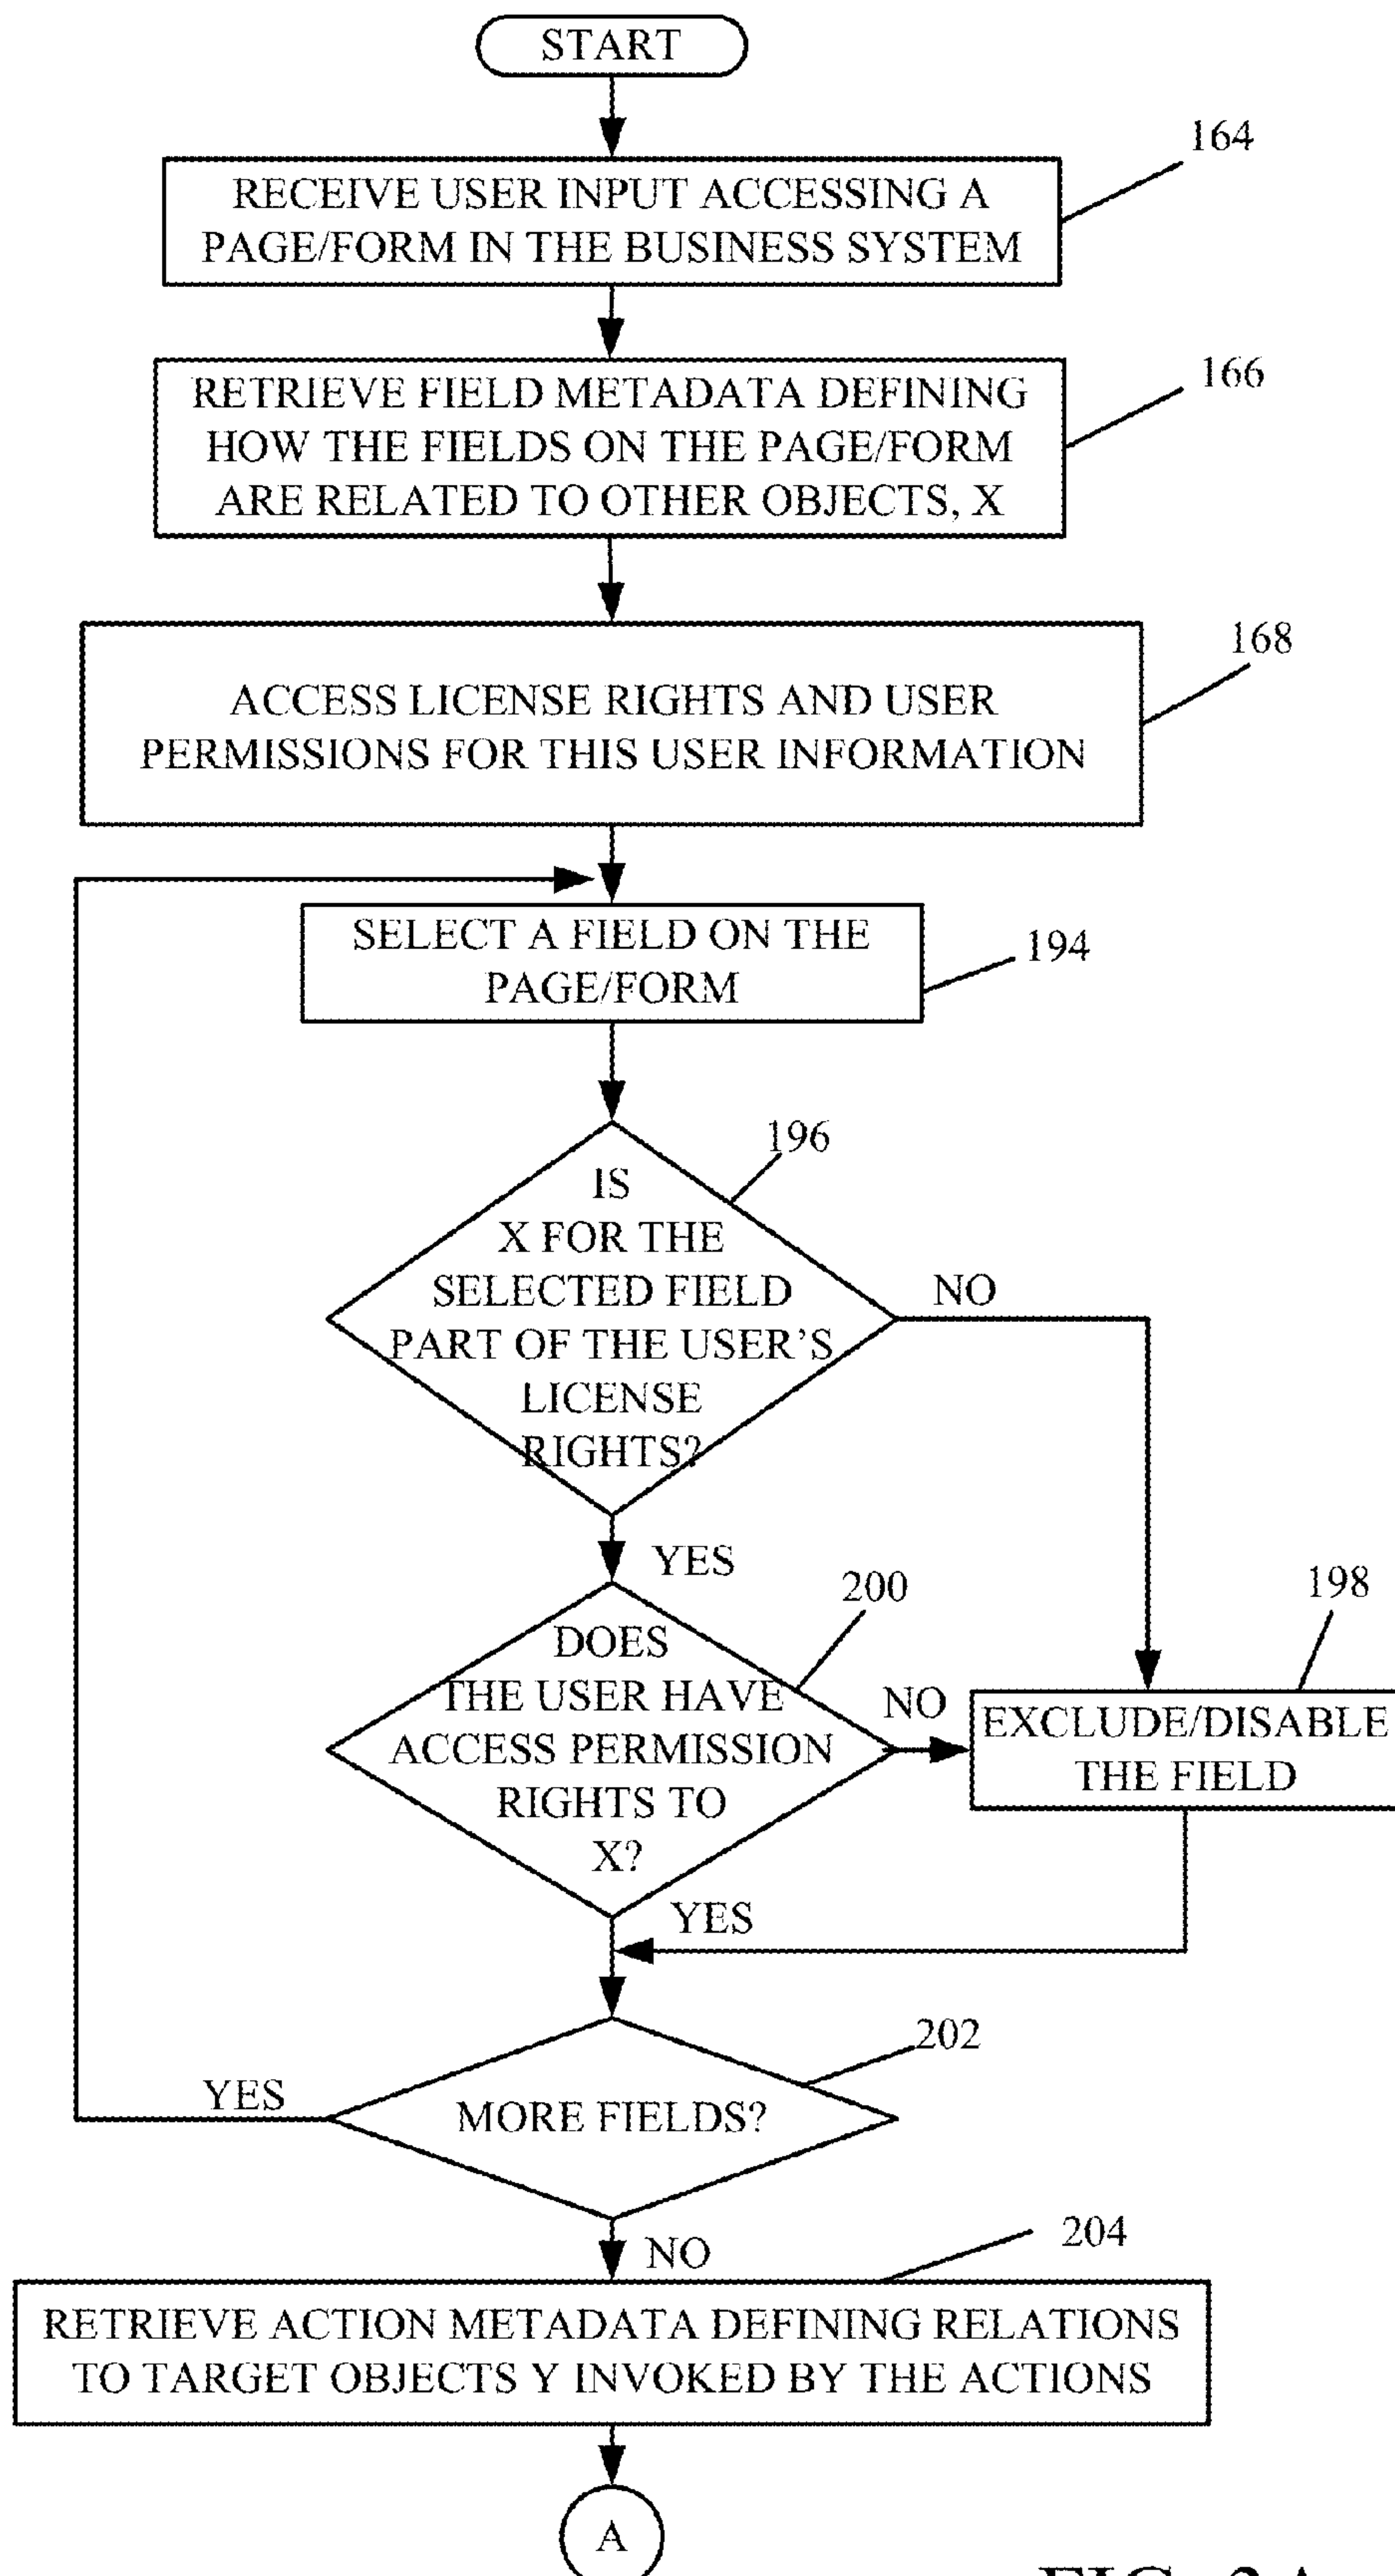 START
164
RECEIVE USER INPUT ACCESSING A
PAGE/FORM IN THE BUSINESS SYSTEM
166
RETRIEVE FIELD METADATA DEFINING
HOW THE FIELDS ON THE PAGE/FORM
ARE RELATED TO OTHER OBJECTS, X
168
ACCESS LICENSE RIGHTS AND USER
PERMISSIONS FOR THIS USER INFORMATION
SELECT A FIELD ON THE
PAGE/FORM
194
196
IS
X FOR THE
SELECTED FIELD
PART OF THE USER'S
LICENSE
RIGHTS?
NO
YES
200
198
DOES
THE USER HAVE
ACCESS PERMISSION
RIGHTS TO
X?
NO
EXCLUDE/DISABLE
THE FIELD
YES
202
MORE FIELDS?
YES
NO
204
RETRIEVE ACTION METADATA DEFINING RELATIONS
TO TARGET OBJECTS Y INVOKED BY THE ACTIONS
A